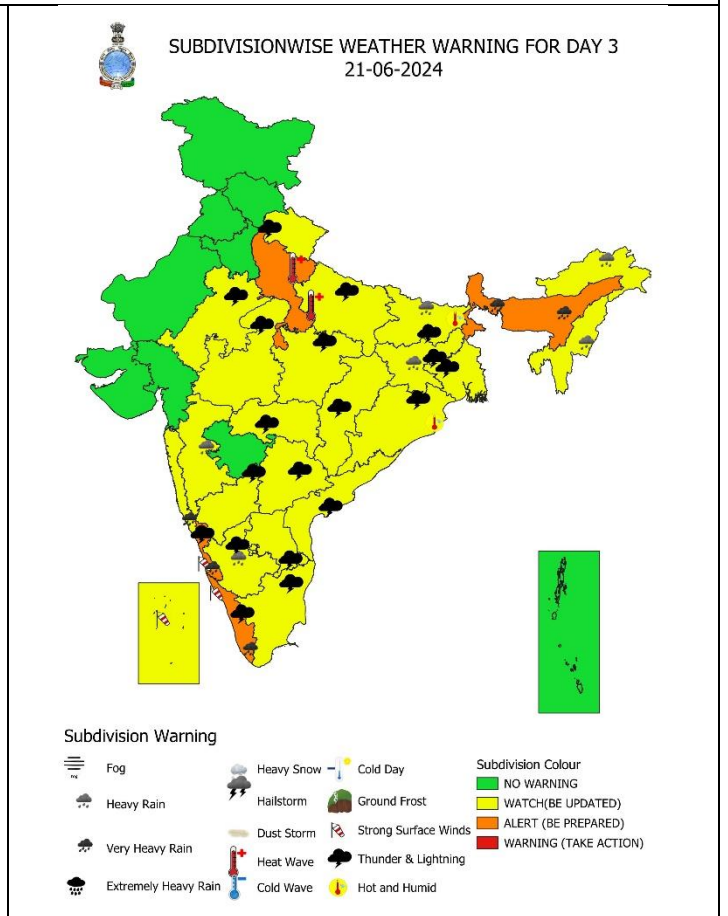 SUBDIVISIONWISE WEATHER WARNING FOR DAY 3
21-06-2024
Subdivision Warning
Fog
Heavy Rain
Very Heavy Rain
Extremely Heavy Rain
Heavy Snow
Hailstorm
Dust Storm
Heat Wave
Cold Wave
Cold Day
Ground Frost
Strong Surface Winds
Thunder & Lightning
Hot and Humid
Subdivision Colour
NO WARNING
WATCH(BE UPDATED)
ALERT (BE PREPARED)
WARNING (TAKE ACTION)